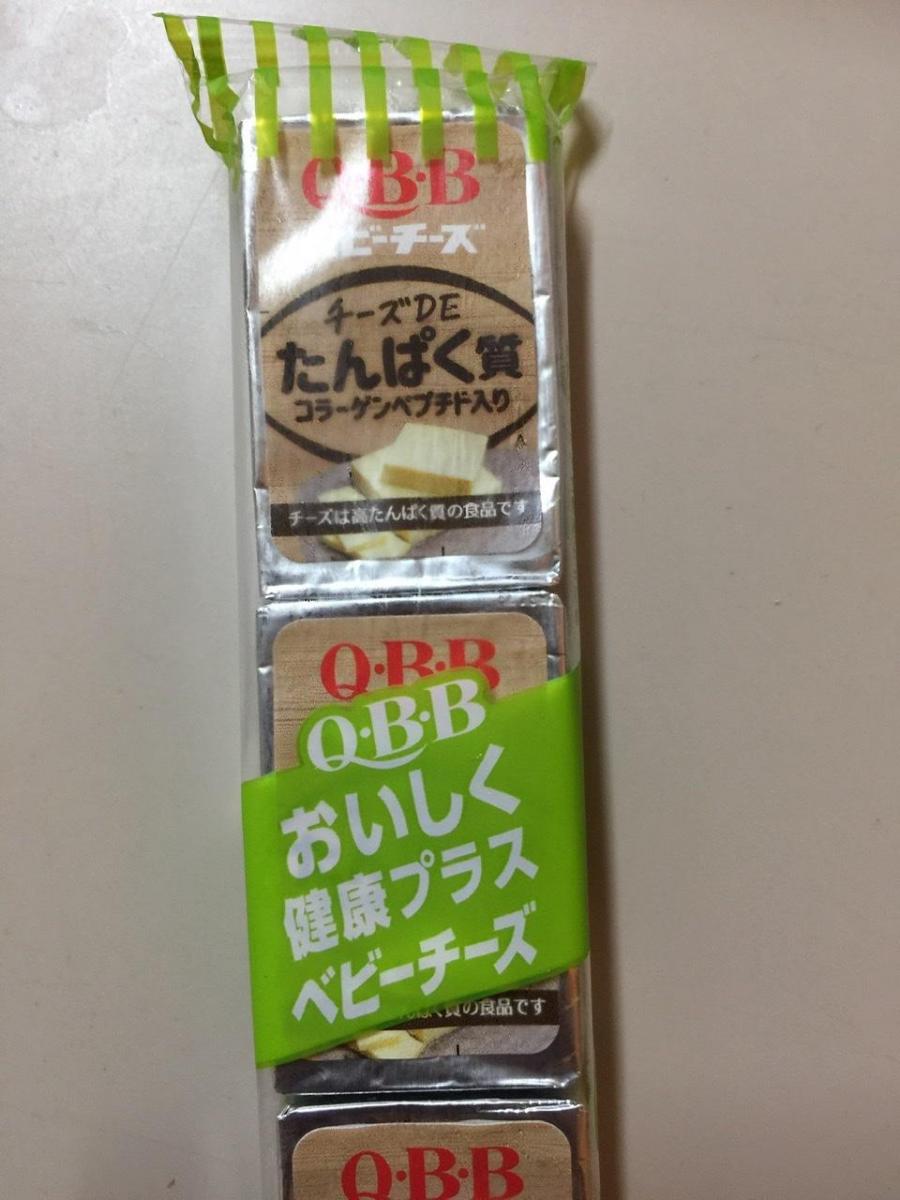 Q·B·B
ベビーチーズ
チーズDE
たんぱく質
コラーゲンペプチド入り
チーズは高たんぱく質の食品です
Q·B·B
Q·B·B
おいしく
健康プラス
ベビーチーズ
んぱく質の食品です
Q·B·B